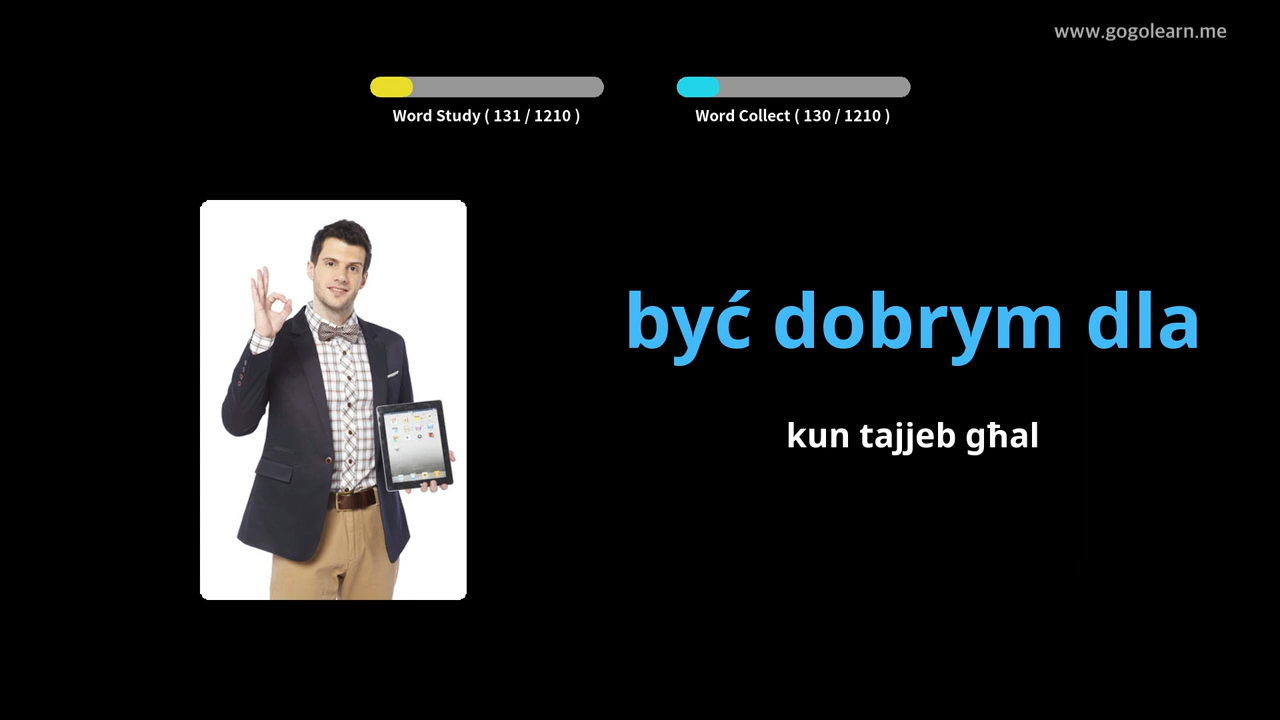 www.gogolearn.me
Word Study ( 131 / 1210 )
Word Collect ( 130 / 1210 )
być dobrym dla
kun tajjeb għal